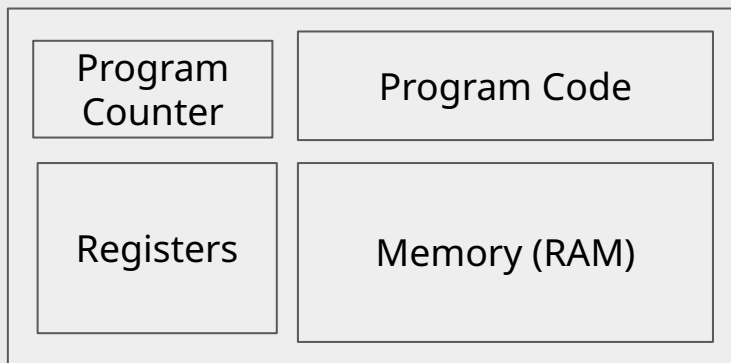 Program
Counter
Program Code
Registers
Memory (RAM)